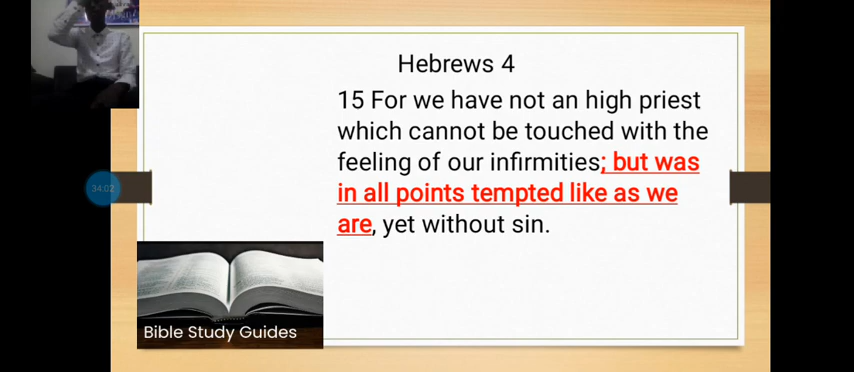 Hebrews 4
15 For we have not an high priest
which cannot be touched with the
feeling of our infirmities; but was
in all points tempted like as we
are, yet without sin.
34:02
Bible Study Guides